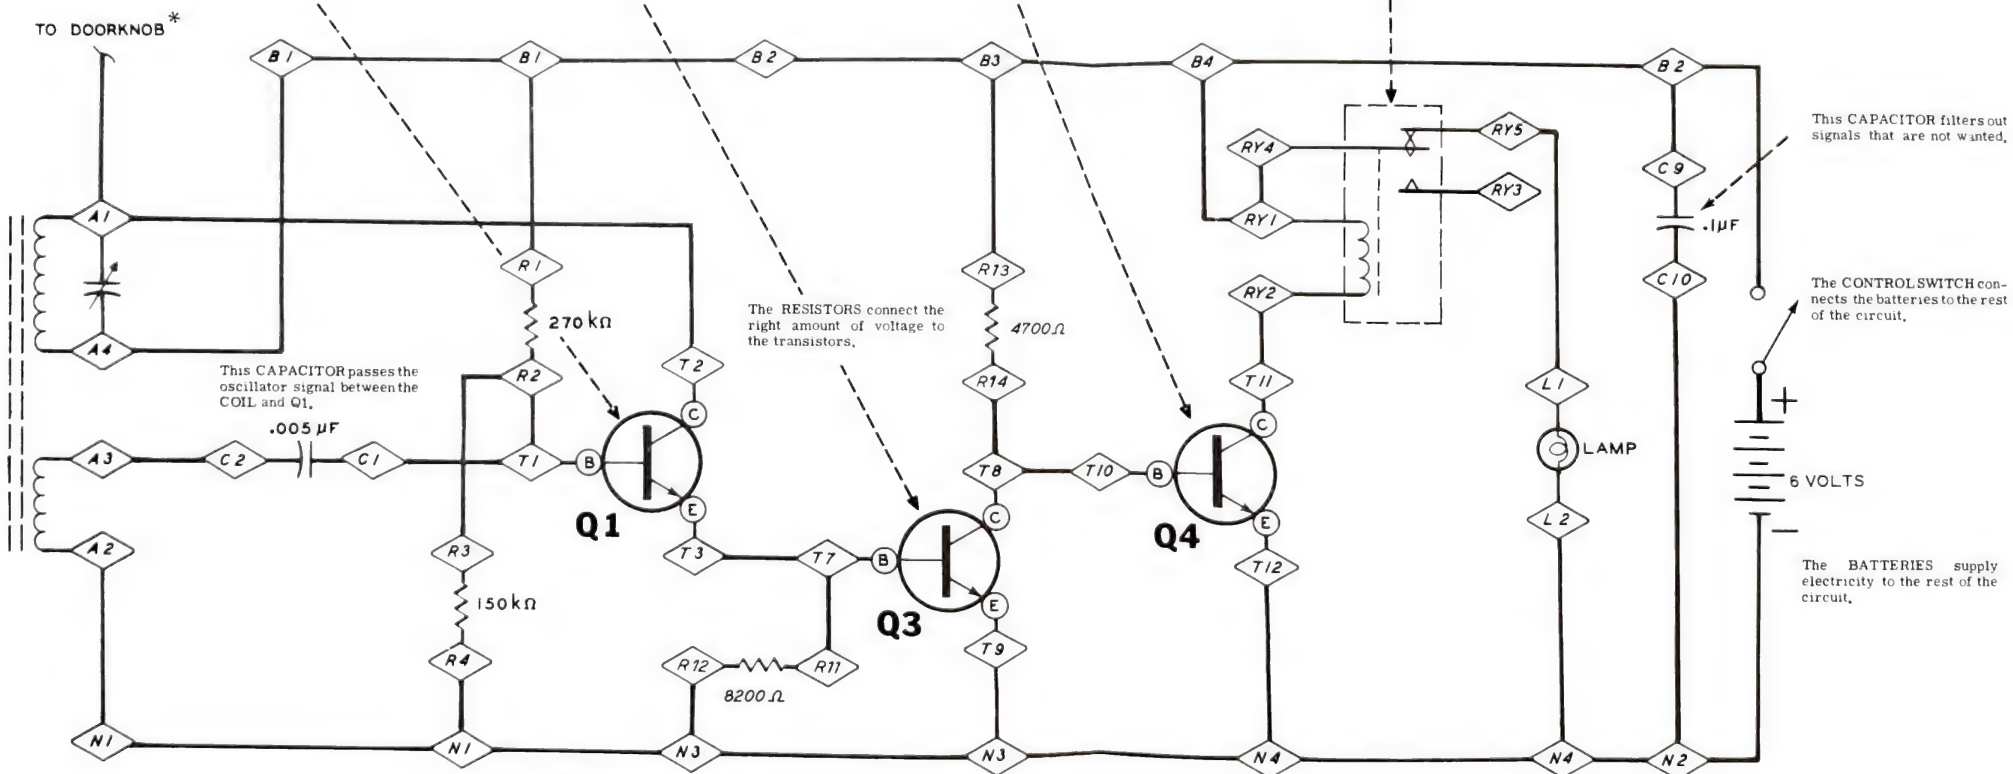 TO DOORKNOB*
B1
B1
B2
B3
B4
B2
This CAPACITOR filters out
signals that are not wanted.
RY5
RY4
RY3
C9
A1
RY1
.1µF
R1
R13
RY2
C10
The CONTROL SWITCH con-
nects the batteries to the rest
of the circuit.
The RESISTORS connect the
right amount of voltage to
the transistors.
270kΩ
4700Ω
A4
T2
This CAPACITOR passes the
oscillator signal between the
COIL and Q1.
R2
R14
T11
L1
+
C
C
.005µF
A3
C2
C1
T1
B
T8
T10
B
LAMP
6 VOLTS
E
Q1
C
E
Q4
L2
−
A2
R3
T3
T7
B
T12
The BATTERIES supply
electricity to the rest of the
circuit.
150kΩ
E
Q3
R4
R12
R11
T9
8200Ω
N1
N1
N3
N3
N4
N4
N2